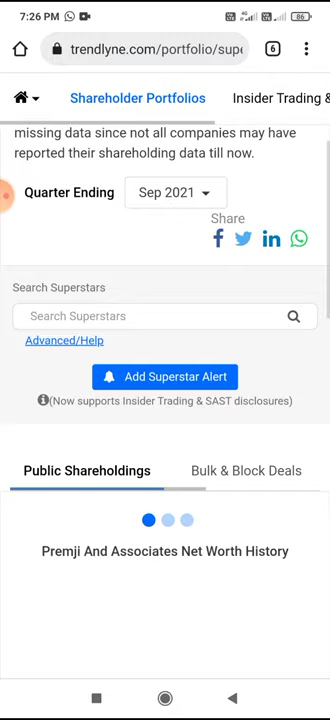 7:26 PM
86
trendlyne.com/portfolio/supe
6
Shareholder Portfolios
Insider Trading &
missing data since not all companies may have
reported their shareholding data till now.
Quarter Ending
Sep 2021
Share
Search Superstars
Search Superstars
Advanced/Help
Add Superstar Alert
(Now supports Insider Trading & SAST disclosures)
Public Shareholdings
Bulk & Block Deals
Premji And Associates Net Worth History